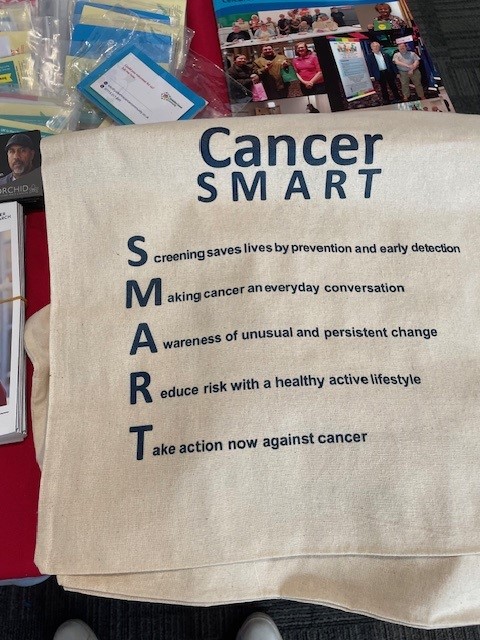 Cancer
SMART
Screening saves lives by prevention and early detection
Making cancer an everyday conversation
Awareness of unusual and persistent change
Reduce risk with a healthy active lifestyle
Take action now against cancer
ORCHID